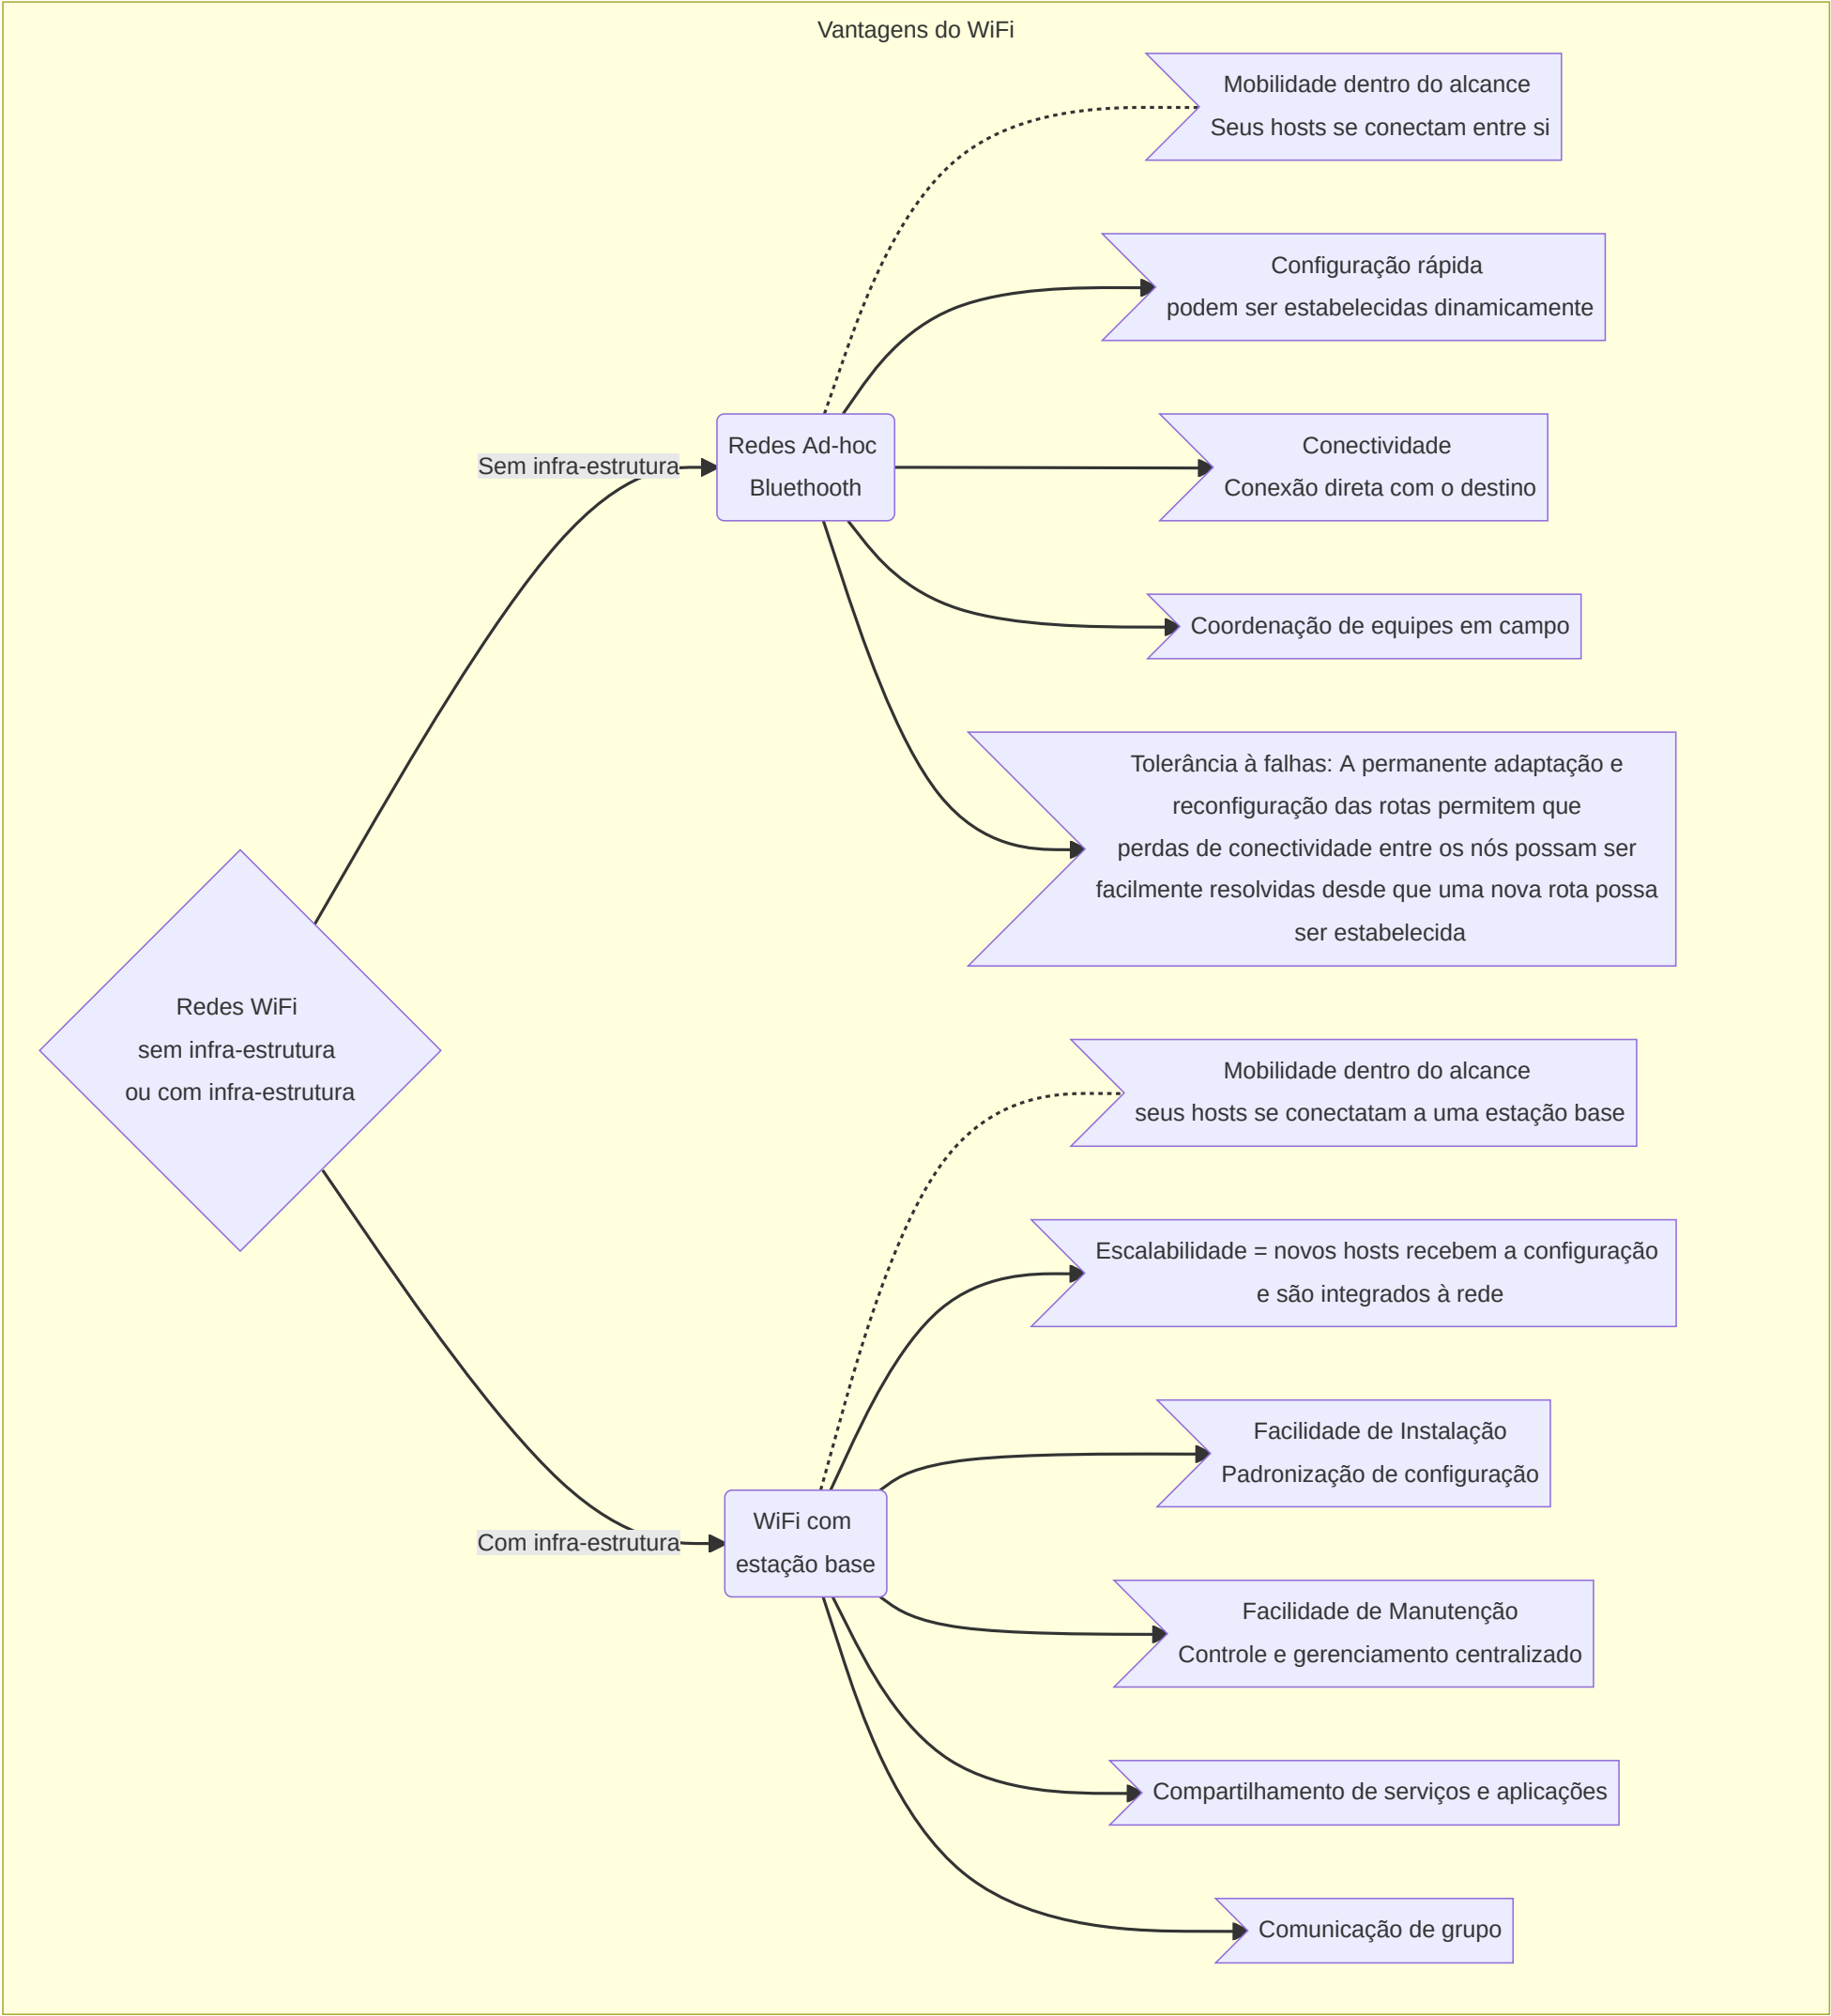 Vantagens do WiFi
Mobilidade dentro do alcance
Seus hosts se conectam entre si
Configuração rápida
podem ser estabelecidas dinamicamente
Sem infra-estrutura
Redes Ad-hoc
Bluethooth
Conectividade
Conexão direta com o destino
Coordenação de equipes em campo
Tolerância à falhas: A permanente adaptação e
reconfiguração das rotas permitem que
perdas de conectividade entre os nós possam ser
facilmente resolvidas desde que uma nova rota possa
ser estabelecida
Redes WiFi
sem infra-estrutura
ou com infra-estrutura
Mobilidade dentro do alcance
seus hosts se conectatam a uma estação base
Escalabilidade = novos hosts recebem a configuração
e são integrados à rede
Facilidade de Instalação
Padronização de configuração
Com infra-estrutura
WiFi com
estação base
Facilidade de Manutenção
Controle e gerenciamento centralizado
Compartilhamento de serviços e aplicações
Comunicação de grupo